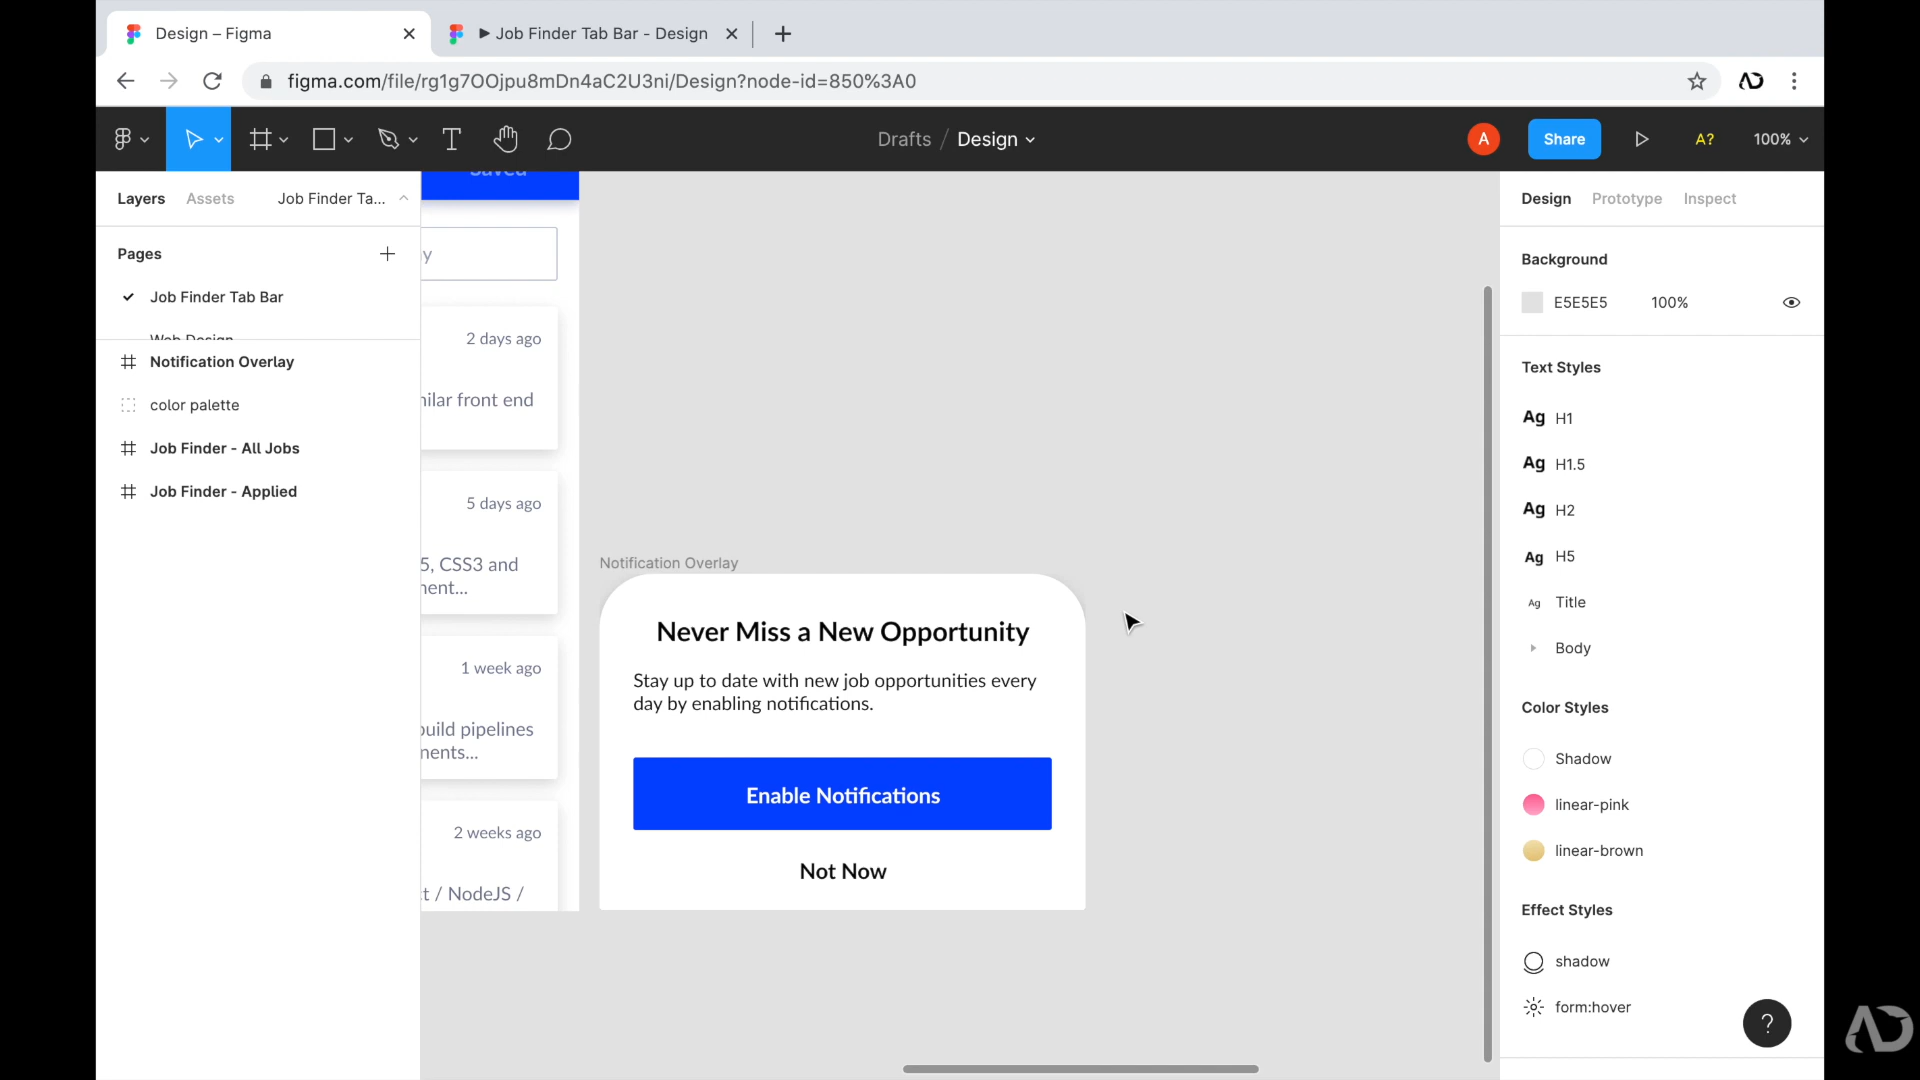 Design – Figma
▶ Job Finder Tab Bar - Design
figma.com/file/rg1g7OOjpu8mDn4aC2U3ni/Design?node-id=850%3A0
Drafts / Design
A
Share
A?
100%
Layers
Assets
Job Finder Ta...
Pages
Job Finder Tab Bar
Web Design
Notification Overlay
color palette
Job Finder - All Jobs
Job Finder - Applied
Saved
y
2 days ago
nilar front end
5 days ago
5, CSS3 and
nent...
1 week ago
build pipelines
nents...
2 weeks ago
ct / NodeJS /
Notification Overlay
Never Miss a New Opportunity
Stay up to date with new job opportunities every
day by enabling notifications.
Enable Notifications
Not Now
Design
Prototype
Inspect
Background
E5E5E5
100%
Text Styles
Ag H1
Ag H1.5
Ag H2
Ag H5
Ag Title
Body
Color Styles
Shadow
linear-pink
linear-brown
Effect Styles
shadow
form:hover
?